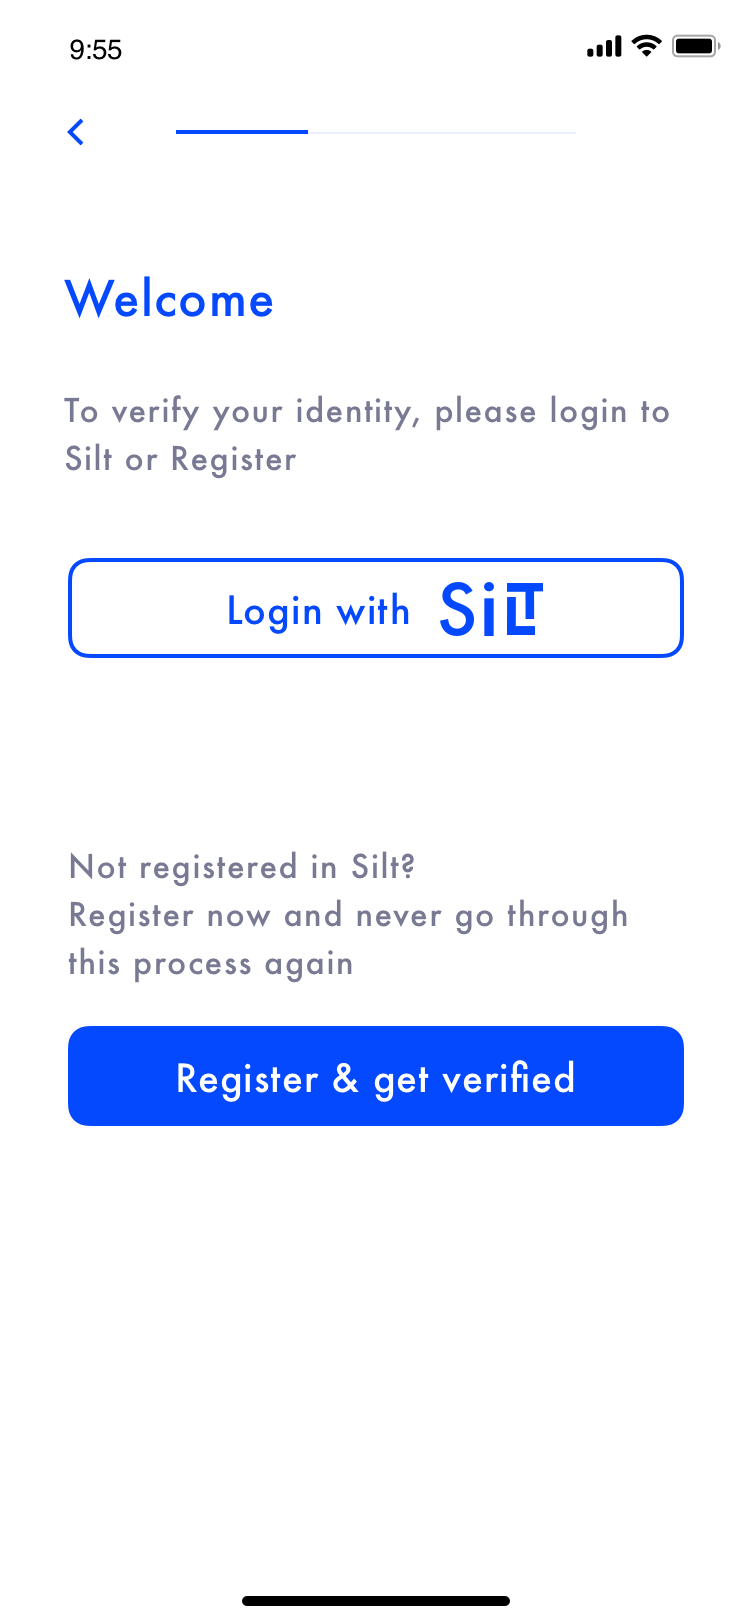 9:55
Welcome
To verify your identity, please login to
Silt or Register
Login with SiLT
Not registered in Silt?
Register now and never go through
this process again
Register & get verified